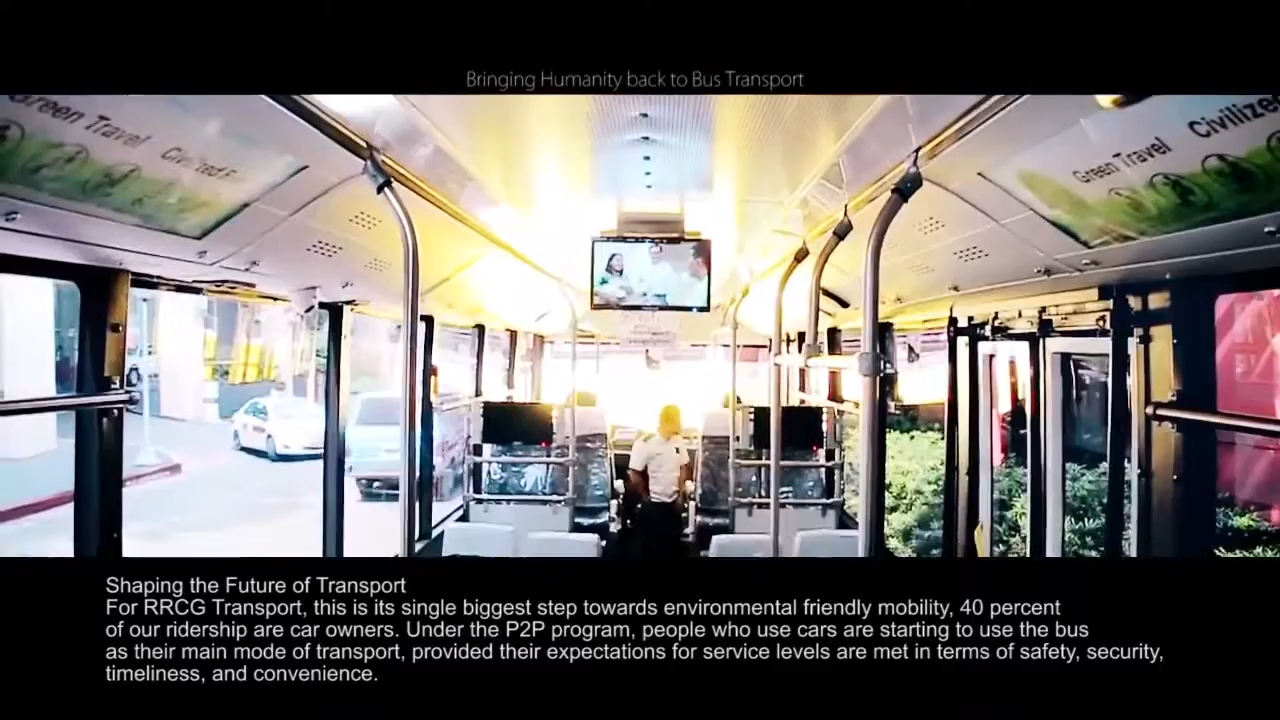 Bringing Humanity back to Bus Transport
Green Travel Civilized
Green Travel Civilized
Shaping the Future of Transport
For RRCG Transport, this is its single biggest step towards environmental friendly mobility, 40 percent
of our ridership are car owners. Under the P2P program, people who use cars are starting to use the bus
as their main mode of transport, provided their expectations for service levels are met in terms of safety, security,
timeliness, and convenience.